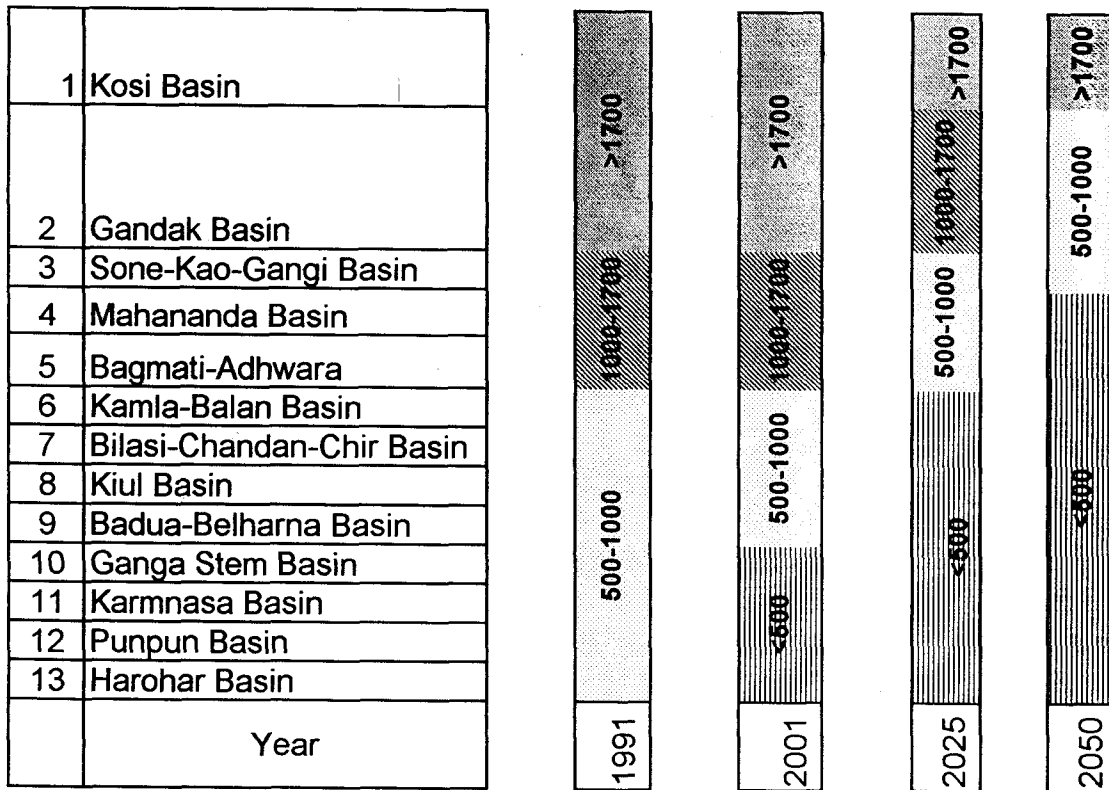 1 Kosi Basin
2 Gandak Basin
3 Sone-Kao-Gangi Basin
4 Mahananda Basin
5 Bagmati-Adhwara
6 Kamla-Balan Basin
7 Bilasi-Chandan-Chir Basin
8 Kiul Basin
9 Badua-Belharna Basin
10 Ganga Stem Basin
11 Karmnasa Basin
12 Punpun Basin
13 Harohar Basin
Year
>1700
1000-1700
500-1000
1991
>1700
1000-1700
500-1000
<500
2001
>1700
1000-1700
500-1000
<500
2025
>1700
500-1000
<500
2050